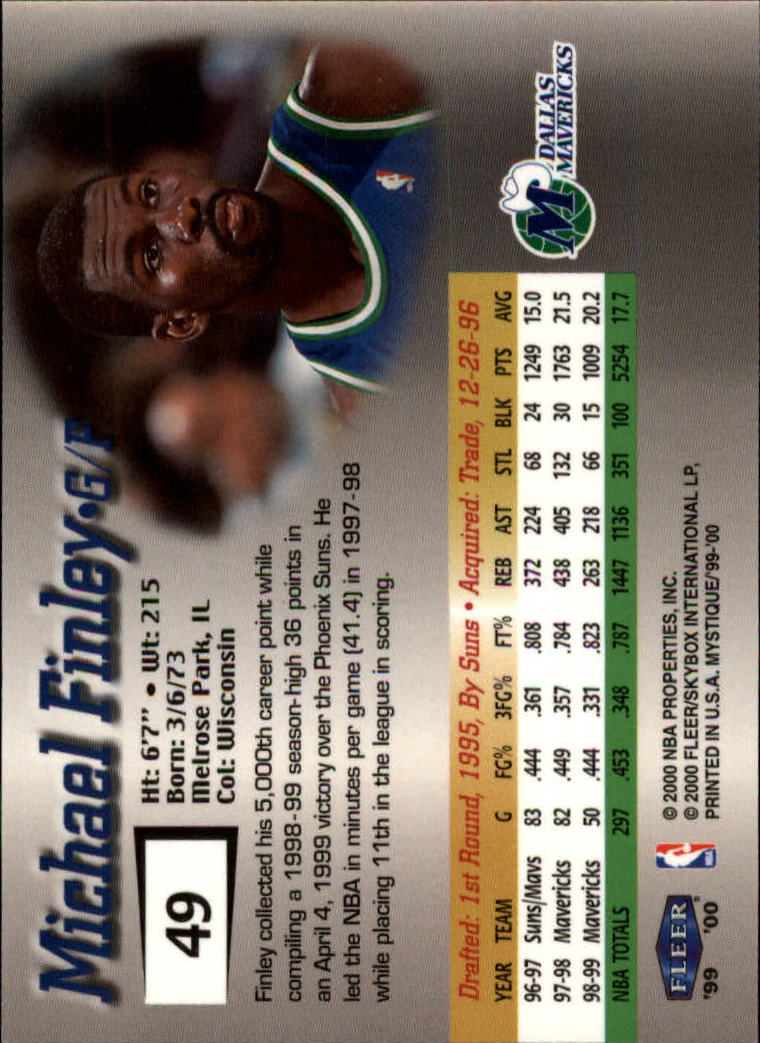 Michael Finley•G/F
49
Ht: 6'7" • Wt: 215
Born: 3/6/73
Melrose Park, IL
Col: Wisconsin
Finley collected his 5,000th career point while
compiling a 1998-99 season-high 36 points in
an April 4, 1999 victory over the Phoenix Suns. He
led the NBA in minutes per game (41.4) in 1997-98
while placing 11th in the league in scoring.
Drafted: 1st Round, 1995, By Suns • Acquired: Trade, 12-26-96
YEAR TEAM G FG% 3FG% FT% REB AST STL BLK PTS AVG
96-97 Suns/Mavs 83 .444 .361 .808 372 224 68 24 1249 15.0
97-98 Mavericks 82 .449 .357 .784 438 405 132 30 1763 21.5
98-99 Mavericks 50 .444 .331 .823 263 218 66 15 1009 20.2
NBA TOTALS 297 .453 .348 .787 1447 1136 351 100 5254 17.7
M
DALLAS
MAVERICKS
FLEER
'99 '00
NBA
© 2000 NBA PROPERTIES, INC.
© 2000 FLEER/SKYBOX INTERNATIONAL LP,
PRINTED IN U.S.A. MYSTIQUE/'99-'00